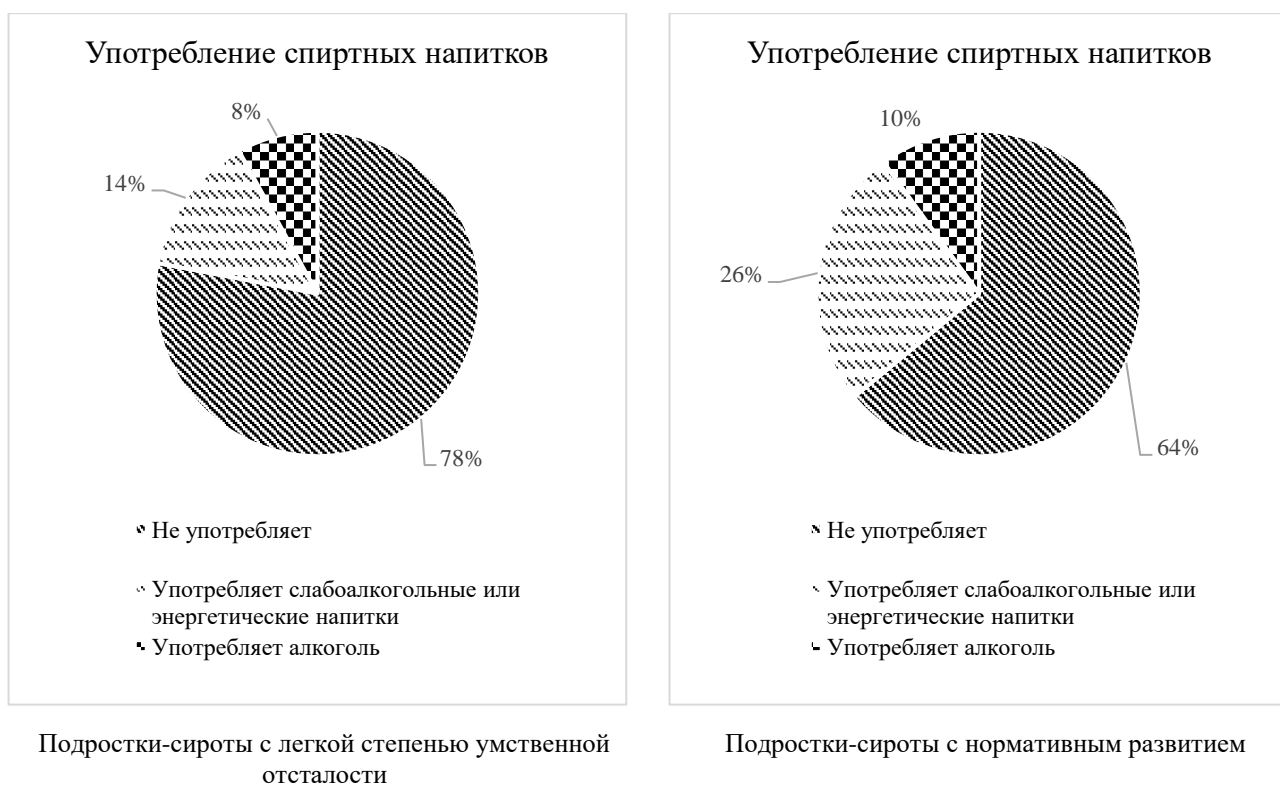 Употребление спиртных напитков
8%
14%
78%
Не употребляет
Употребляет слабоалкогольные или
энергетические напитки
Употребляет алкоголь
Подростки-сироты с легкой степенью умственной
отсталости
Употребление спиртных напитков
10%
26%
64%
Не употребляет
Употребляет слабоалкогольные или
энергетические напитки
Употребляет алкоголь
Подростки-сироты с нормативным развитием